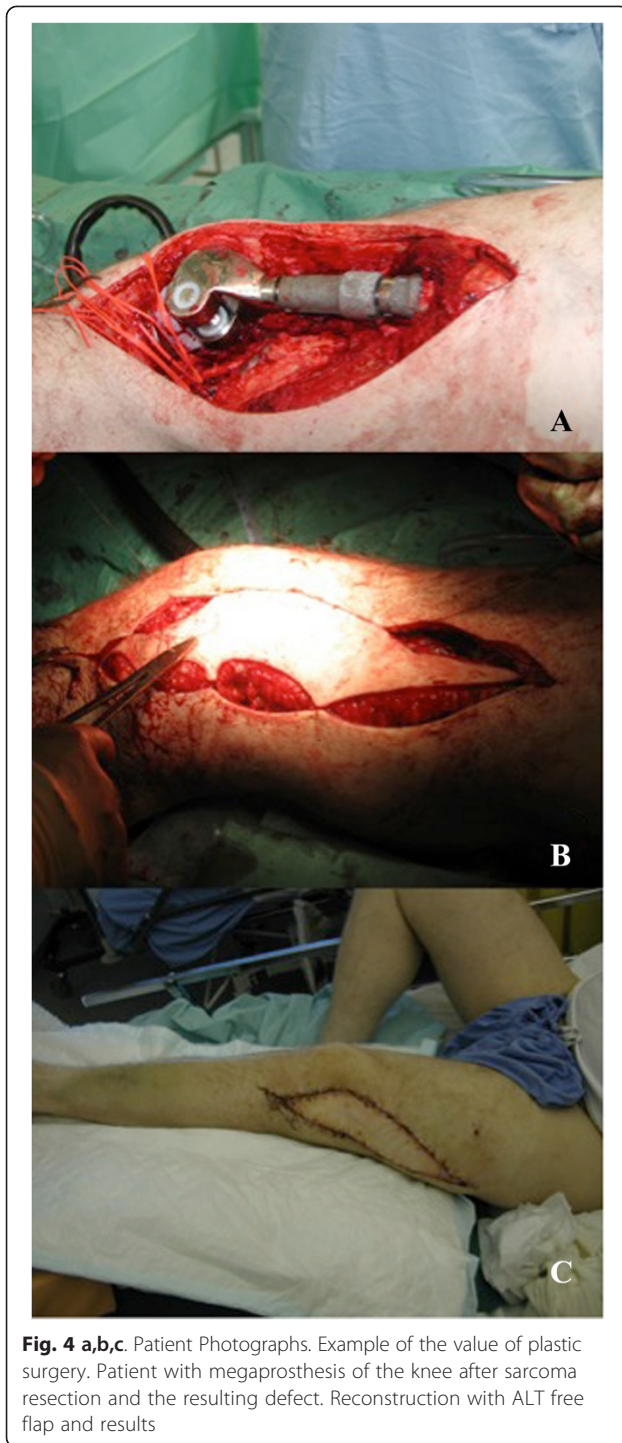 A
B
C
Fig. 4 a,b,c. Patient Photographs. Example of the value of plastic
surgery. Patient with megaprosthesis of the knee after sarcoma
resection and the resulting defect. Reconstruction with ALT free
flap and results